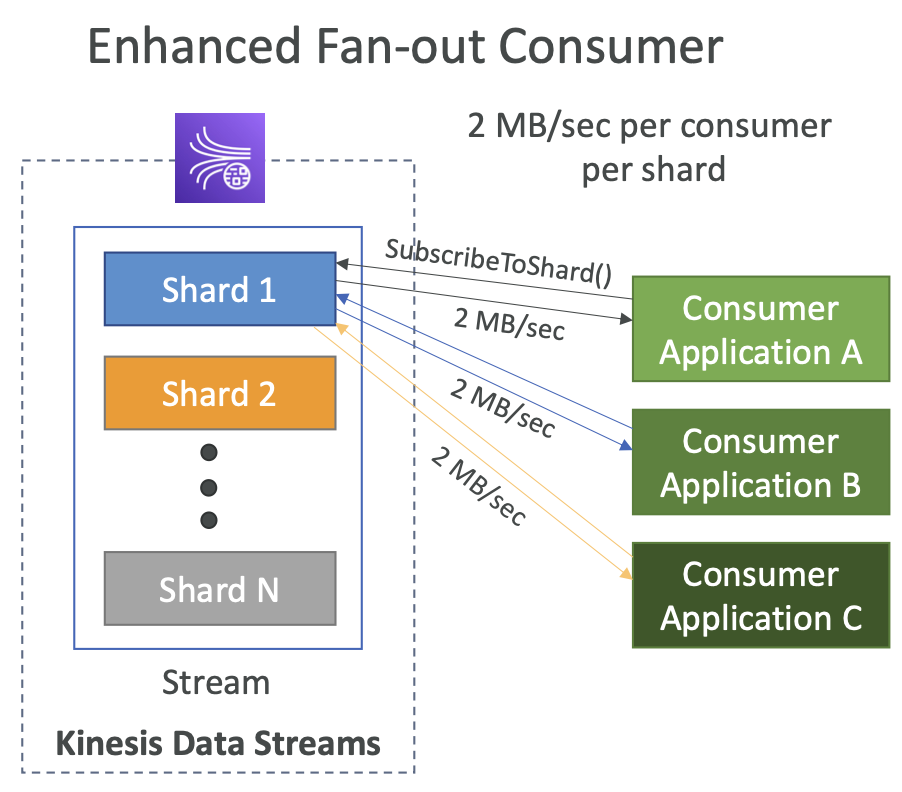 Enhanced Fan-out Consumer
2 MB/sec per consumer
per shard
Shard 1
Shard 2
Shard N
Stream
Kinesis Data Streams
SubscribeToShard()
2 MB/sec
2 MB/sec
2 MB/sec
Consumer
Application A
Consumer
Application B
Consumer
Application C